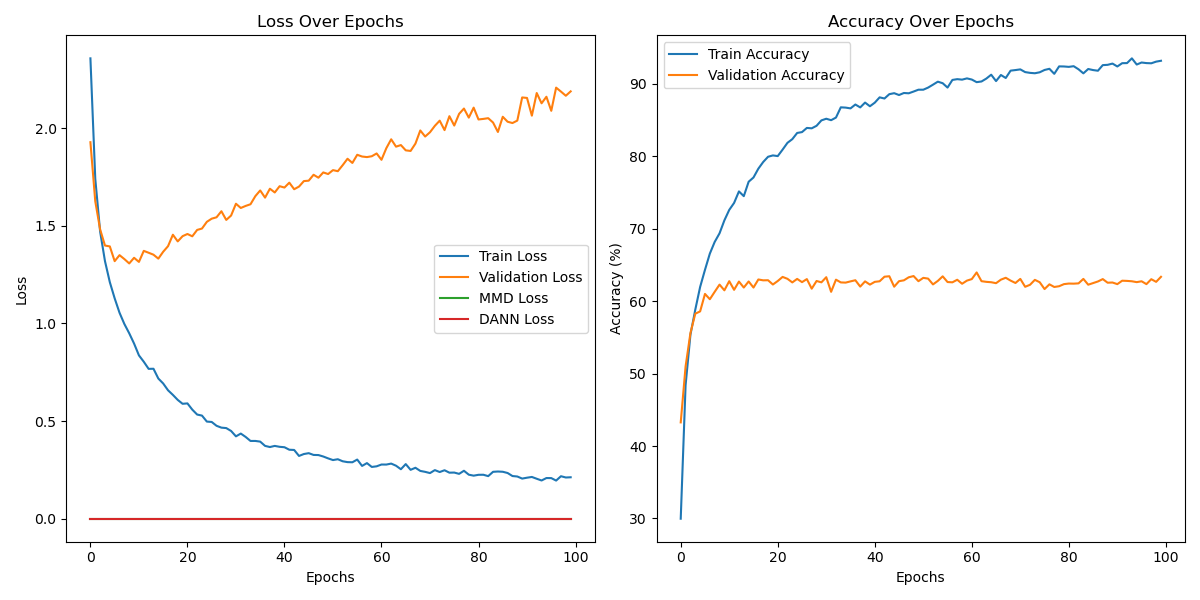 Loss Over Epochs
Loss
2.0
1.5
1.0
0.5
0.0
Train Loss
Validation Loss
MMD Loss
DANN Loss
0 20 40 60 80 100
Epochs
Accuracy Over Epochs
Accuracy (%)
90
80
70
60
50
40
30
Train Accuracy
Validation Accuracy
0 20 40 60 80 100
Epochs